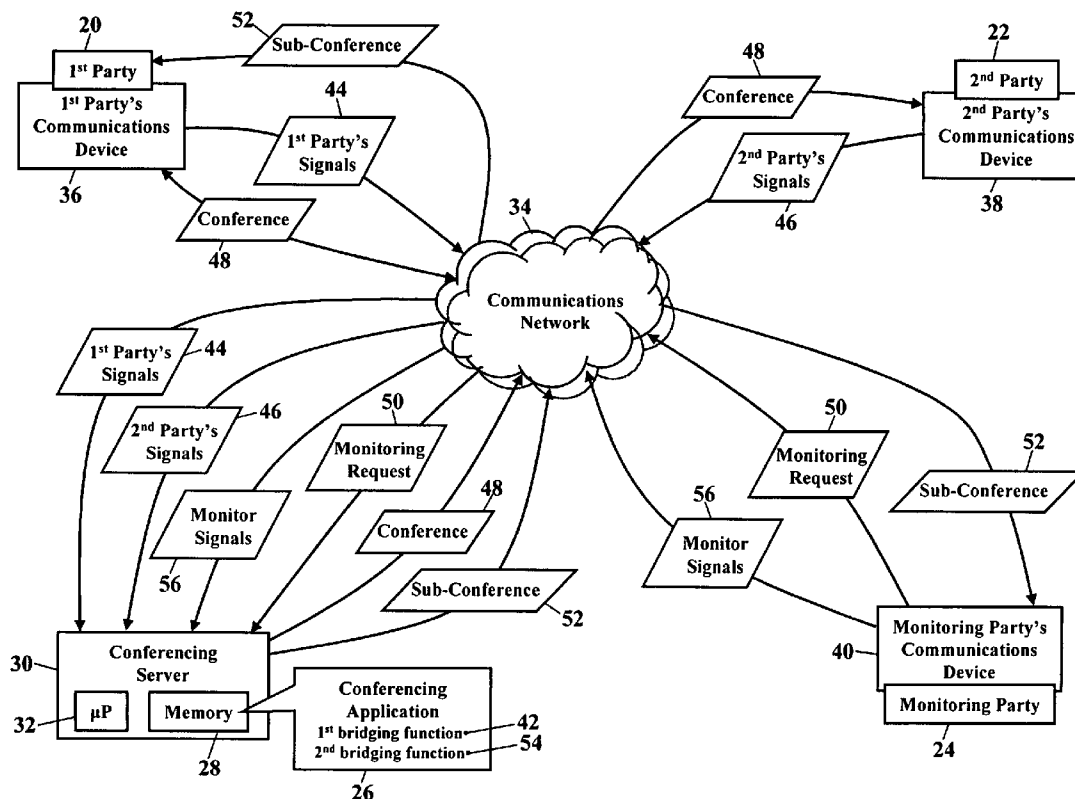 52
20
Sub-Conference
1st Party
44
1st Party's
Communications
Device
1st Party's
Signals
36
Conference
48
48
22
Conference
2nd Party
2nd Party's
Communications
Device
2nd Party's
Signals
46
38
34
Communications
Network
1st Party's
Signals
44
2nd Party's
Signals
46
Monitor
Signals
56
50
Monitoring
Request
48
Conference
Sub-Conference
52
50
Monitoring
Request
52
Sub-Conference
56
Monitor
Signals
30
Conferencing
Server
32
µP
Memory
28
Conferencing
Application
1st bridging function
42
2nd bridging function
54
26
40
Monitoring Party's
Communications
Device
Monitoring Party
24